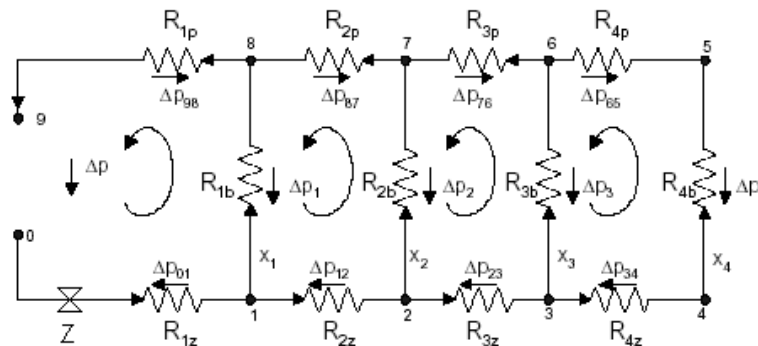 R1p R2p R3p R4p
8 7 6 5
Δp98 Δp87 Δp76 Δp65
9
Δp R1b Δp1 R2b Δp2 R3b Δp3 R4b Δp
0
Δp01 x1 Δp12 x2 Δp23 x3 Δp34 x4
1 2 3 4
Z R1z R2z R3z R4z